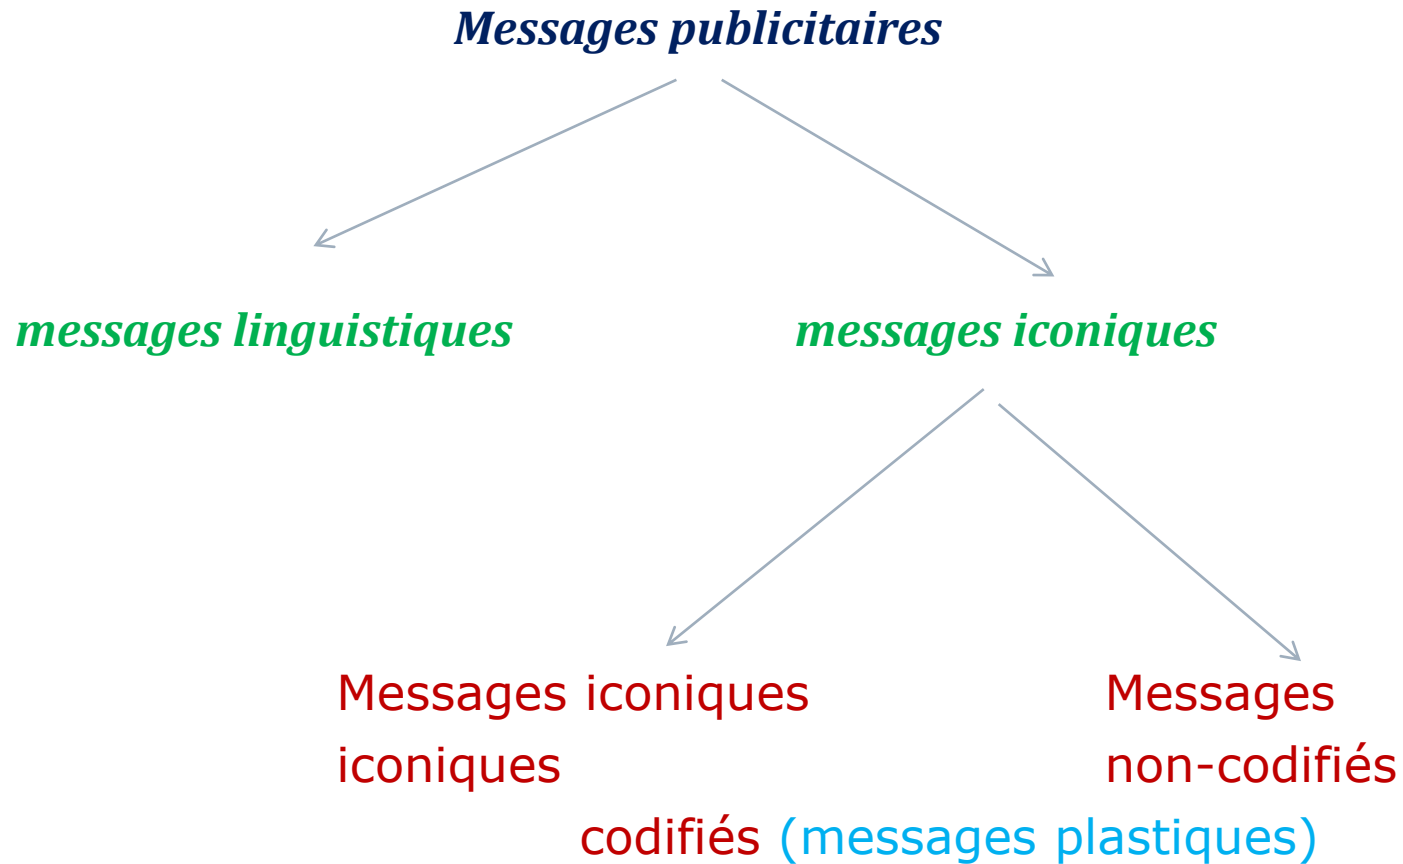 Messages publicitaires
messages linguistiques messages iconiques
Messages iconiques Messages
iconiques non-codifiés
codifiés (messages plastiques)